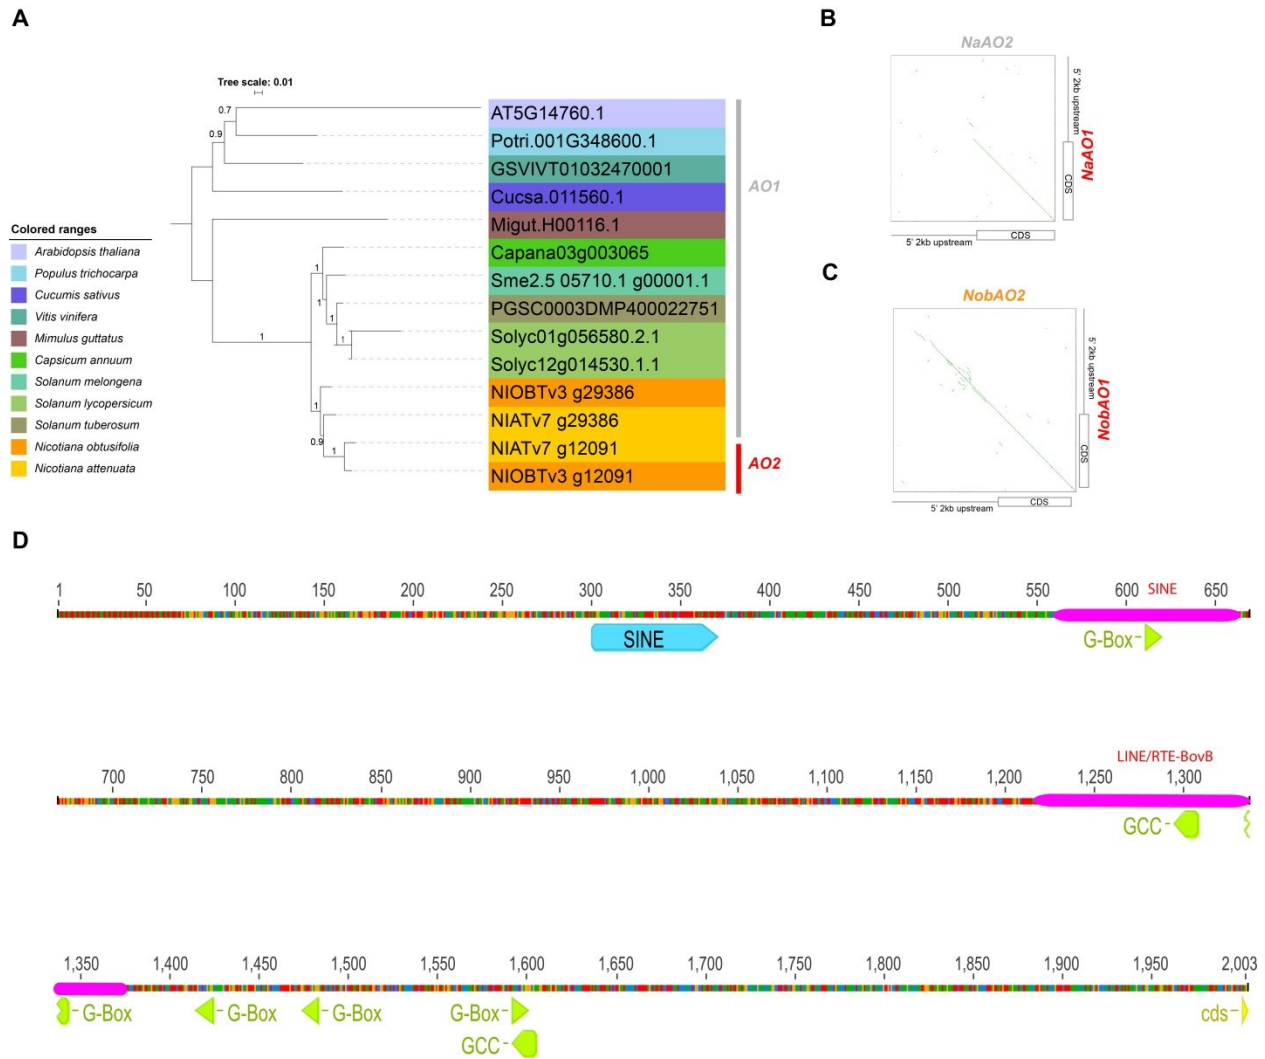 A
Tree scale: 0.01
0.7
0.9
1
1
1
1
1
0.9
1
AT5G14760.1
Potri.001G348600.1
GSVIVT01032470001
Cucsa.011560.1
Migut.H00116.1
Capana03g003065
Sme2.5 05710.1 g00001.1
PGSC0003DMP400022751
Solyc01g056580.2.1
Solyc12g014530.1.1
NIOBTv3 g29386
NIATv7 g29386
NIATv7 g12091
NIOBTv3 g12091
AO1
AO2
Colored ranges
Arabidopsis thaliana
Populus trichocarpa
Cucumis sativus
Vitis vinifera
Mimulus guttatus
Capsicum annuum
Solanum melongena
Solanum lycopersicum
Solanum tuberosum
Nicotiana obtusifolia
Nicotiana attenuata
B
NaAO2
5' 2kb upstream
CDS
NaAO1
5' 2kb upstream
CDS
C
NobAO2
5' 2kb upstream
CDS
NobAO1
5' 2kb upstream
CDS
D
1 50 100 150 200 250 300 350 400 450 500 550 600 650
SINE
SINE
G-Box
700 750 800 850 900 950 1,000 1,050 1,100 1,150 1,200 1,250 1,300
LINE/RTE-BovB
GCC
1,350 1,400 1,450 1,500 1,550 1,600 1,650 1,700 1,750 1,800 1,850 1,900 1,950 2,003
G-Box G-Box G-Box G-Box cds
GCC